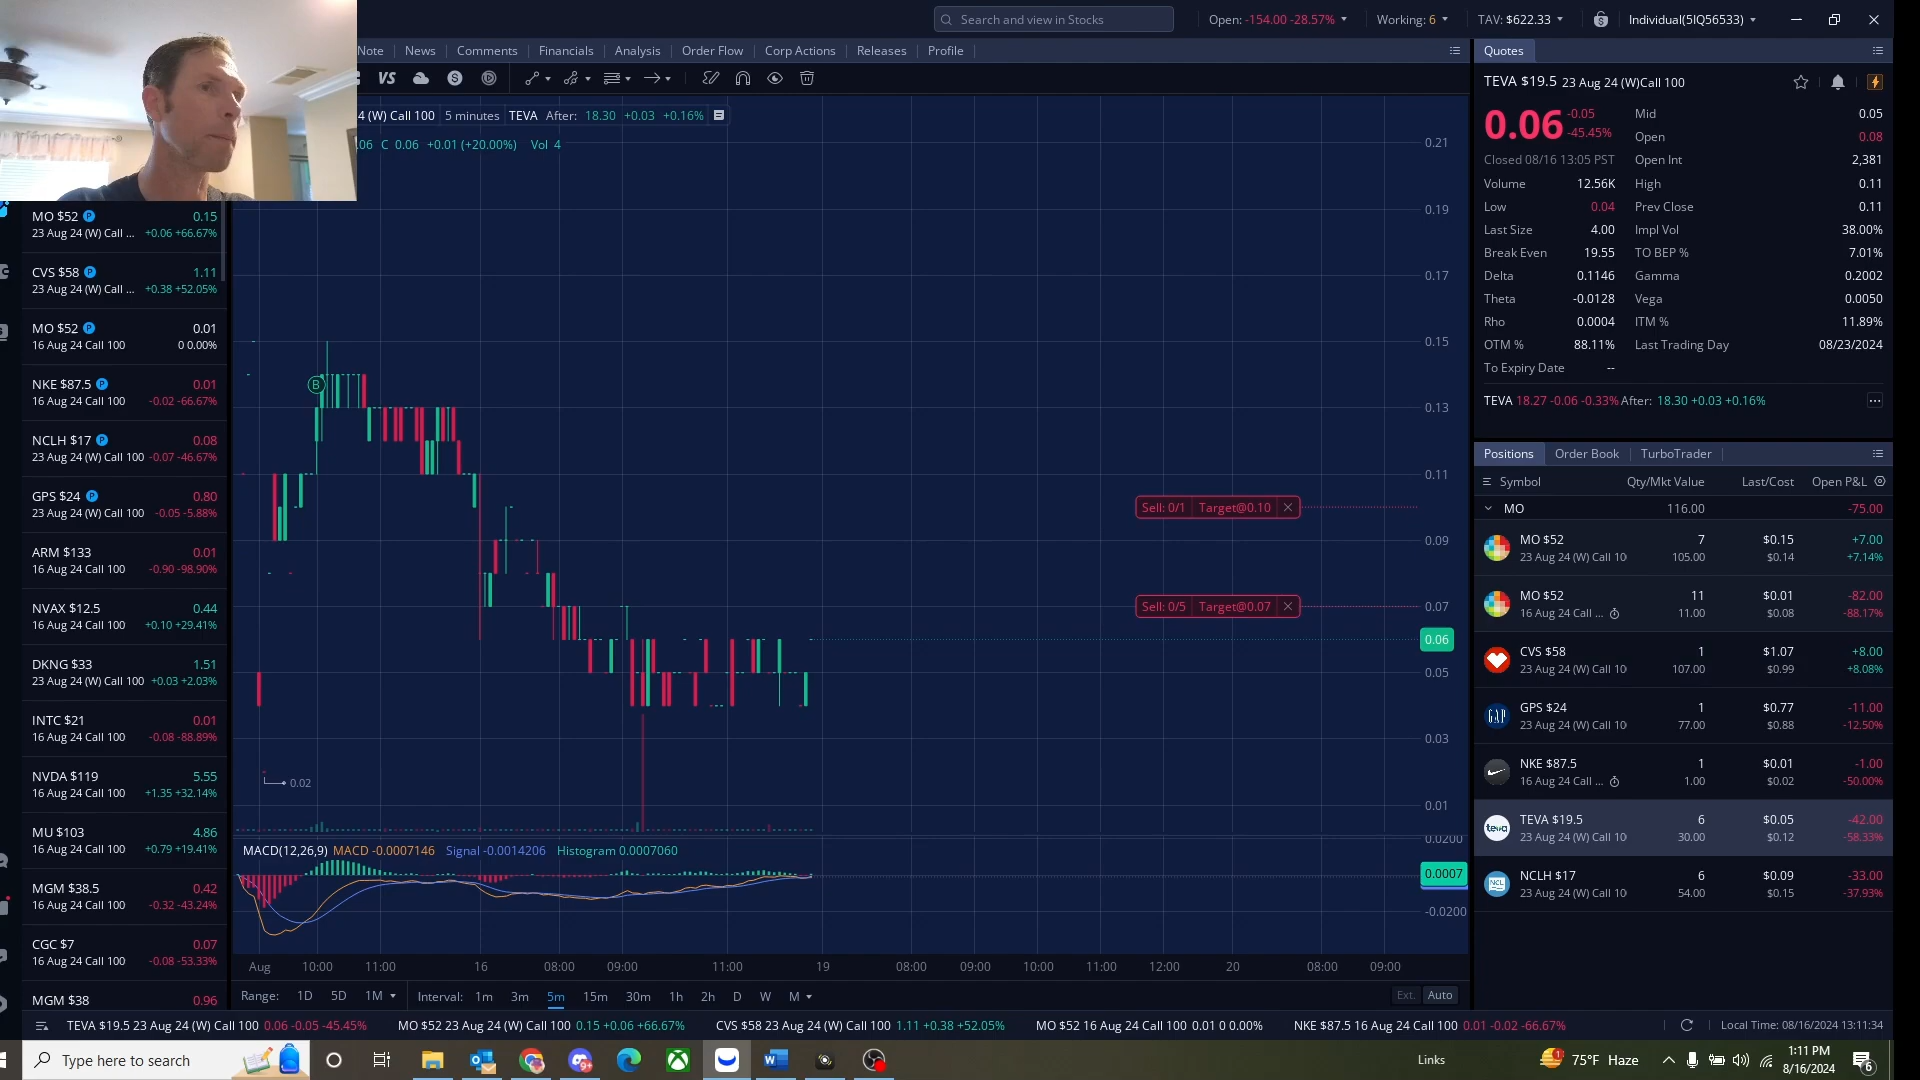 Search and view in Stocks
Open: -154.00 -28.57%
Working: 6
TAV: $622.33
Individual(5IQ56533)
Note News Comments Financials Analysis Order Flow Corp Actions Releases Profile
VS
4 (W) Call 100 5 minutes TEVA After: 18.30 +0.03 +0.16%
.06 C 0.06 +0.01 (+20.00%) Vol 4
MO $52 P 0.15
23 Aug 24 (W) Call ... +0.06 +66.67%
CVS $58 P 1.11
23 Aug 24 (W) Call ... +0.38 +52.05%
MO $52 P 0.01
16 Aug 24 Call 100 0 0.00%
NKE $87.5 P 0.01
16 Aug 24 Call 100 -0.02 -66.67%
NCLH $17 P 0.08
23 Aug 24 (W) Call 100 -0.07 -46.67%
GPS $24 P 0.80
23 Aug 24 (W) Call 100 -0.05 -5.88%
ARM $133 0.01
16 Aug 24 Call 100 -0.90 -98.90%
NVAX $12.5 0.44
16 Aug 24 Call 100 +0.10 +29.41%
DKNG $33 1.51
23 Aug 24 (W) Call 100 +0.03 +2.03%
INTC $21 0.01
16 Aug 24 Call 100 -0.08 -88.89%
NVDA $119 5.55
16 Aug 24 Call 100 +1.35 +32.14%
MU $103 4.86
16 Aug 24 Call 100 +0.79 +19.41%
MGM $38.5 0.42
16 Aug 24 Call 100 -0.32 -43.24%
CGC $7 0.07
16 Aug 24 Call 100 -0.08 -53.33%
MGM $38 0.96
0.21
0.19
0.17
0.15
0.13
0.11
0.09
0.07
0.06
0.05
0.03
0.01
B
Sell: 0/1 Target@0.10
Sell: 0/5 Target@0.07
0.02
MACD(12,26,9) MACD -0.0007146 Signal -0.0014206 Histogram 0.0007060
0.0200
0.0007
-0.0200
Aug 10:00 11:00 16 08:00 09:00 11:00 19 08:00 09:00 10:00 11:00 12:00 20 08:00 09:00
Range: 1D 5D 1M Interval: 1m 3m 5m 15m 30m 1h 2h D W M Ext. Auto
Quotes
TEVA $19.5 23 Aug 24 (W)Call 100
0.06 -0.05 -45.45%
Closed 08/16 13:05 PST
Mid 0.05
Open 0.08
Open Int 2,381
Volume 12.56K High 0.11
Low 0.04 Prev Close 0.11
Last Size 4.00 Impl Vol 38.00%
Break Even 19.55 TO BEP % 7.01%
Delta 0.1146 Gamma 0.2002
Theta -0.0128 Vega 0.0050
Rho 0.0004 ITM % 11.89%
OTM % 88.11% Last Trading Day 08/23/2024
To Expiry Date --
TEVA 18.27 -0.06 -0.33% After: 18.30 +0.03 +0.16%
Positions Order Book TurboTrader
Symbol Qty/Mkt Value Last/Cost Open P&L
MO 116.00 -75.00
MO $52 7 $0.15 +7.00
23 Aug 24 (W) Call 10 105.00 $0.14 +7.14%
MO $52 11 $0.01 -82.00
16 Aug 24 Call ... 11.00 $0.08 -88.17%
CVS $58 1 $1.07 +8.00
23 Aug 24 (W) Call 10 107.00 $0.99 +8.08%
GAP
GPS $24 1 $0.77 -11.00
23 Aug 24 (W) Call 10 77.00 $0.88 -12.50%
NKE $87.5 1 $0.01 -1.00
16 Aug 24 Call ... 1.00 $0.02 -50.00%
teva
TEVA $19.5 6 $0.05 -42.00
23 Aug 24 (W) Call 10 30.00 $0.12 -58.33%
NCL
NCLH $17 6 $0.09 -33.00
23 Aug 24 (W) Call 10 54.00 $0.15 -37.93%
TEVA $19.5 23 Aug 24 (W) Call 100 0.06 -0.05 -45.45% MO $52 23 Aug 24 (W) Call 100 0.15 +0.06 +66.67% CVS $58 23 Aug 24 (W) Call 100 1.11 +0.38 +52.05% MO $52 16 Aug 24 Call 100 0.01 0 0.00% NKE $87.5 16 Aug 24 Call 100 0.01 -0.02 -66.67% Local Time: 08/16/2024 13:11:34
Type here to search
Links
75°F Haze
1:11 PM
8/16/2024
6